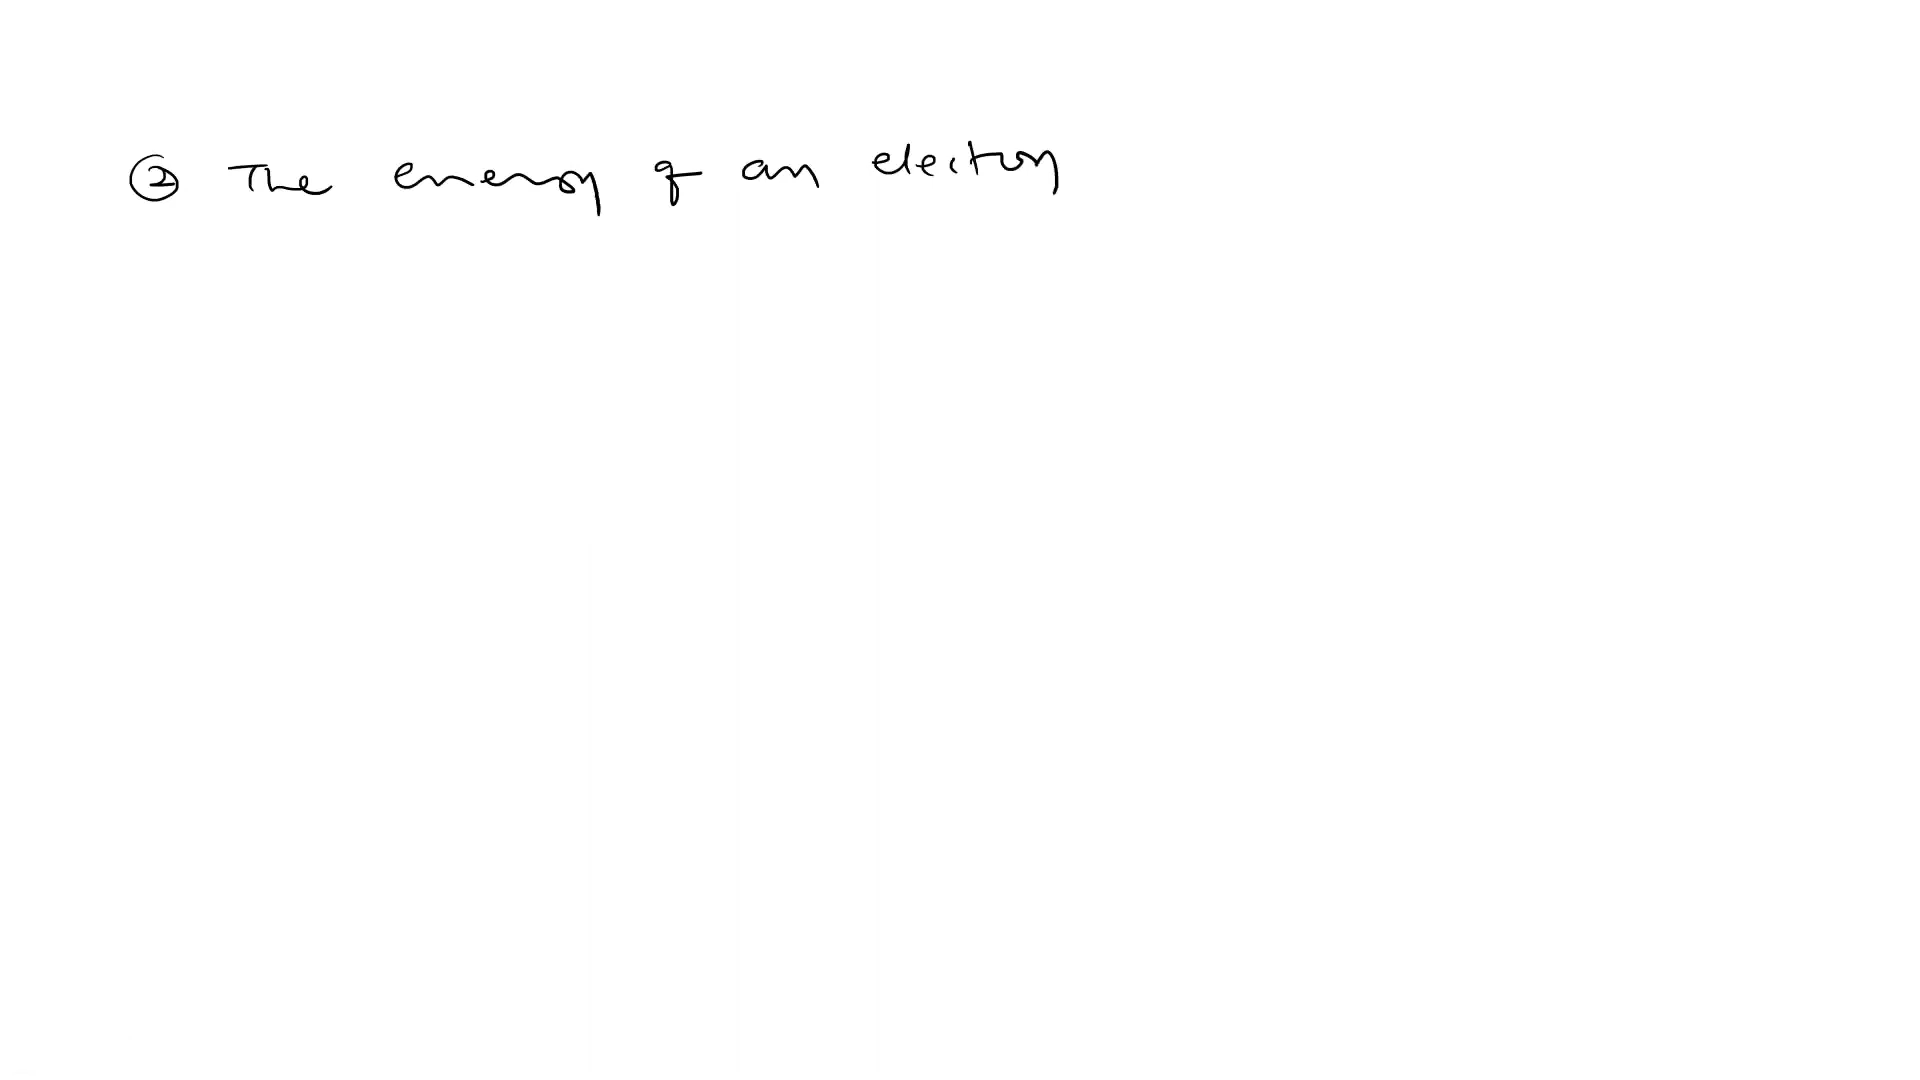 ② The energy of an electron